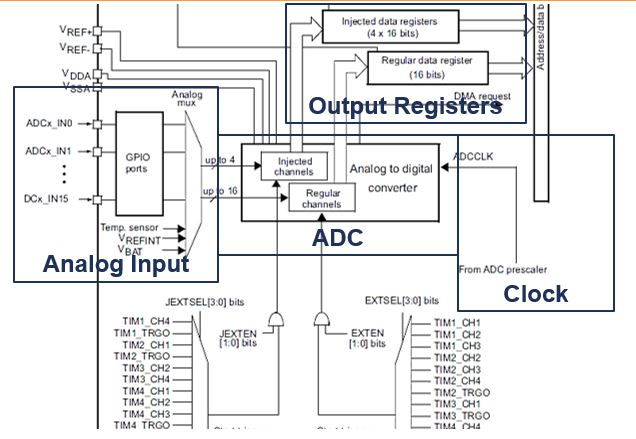 Injected data registers
(4 x 16 bits)
Regular data register
(16 bits)
Address/data b
VREF+
VREF-
VDDA
VSSA
DMA request
Output Registers
Analog
mux
ADCx_IN0
ADCx_IN1
DCx_IN15
GPIO
ports
up to 4
up to 16
Injected
channels
Regular
channels
Analog to digital
converter
ADCCLK
Temp. sensor
VREFINT
VBAT
Analog Input
ADC
From ADC prescaler
Clock
JEXTSEL[3:0] bits
TIM1_CH4
TIM1_TRGO
TIM2_CH1
TIM2_TRGO
TIM3_CH2
TIM3_CH4
TIM4_CH1
TIM4_CH2
TIM4_CH3
TIM4_TRGO
JEXTEN
[1:0] bits
EXTSEL[3:0] bits
EXTEN
[1:0] bits
TIM1_CH1
TIM1_CH2
TIM1_CH3
TIM2_CH2
TIM2_CH3
TIM2_CH4
TIM2_TRGO
TIM3_CH1
TIM3_TRGO
TIM4_CH4